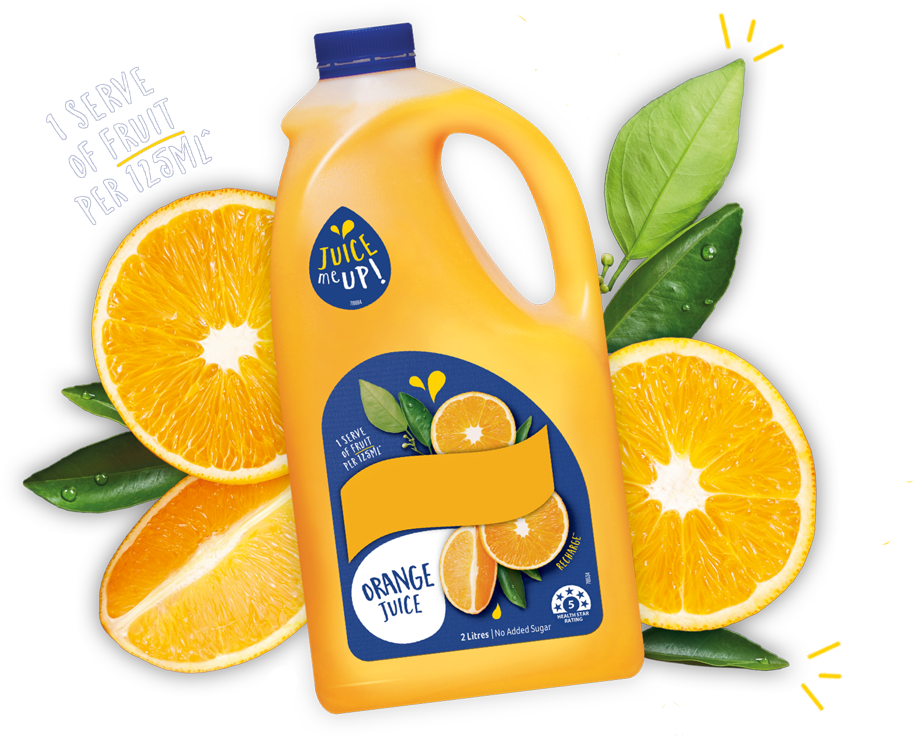 1 SERVE
OF FRUIT
PER 125ML^
JUICE
me UP!
1 SERVE
OF FRUIT
PER 125ML^
ORANGE
JUICE
RECHARGE
2 Litres | No Added Sugar
5
HEALTH STAR
RATING